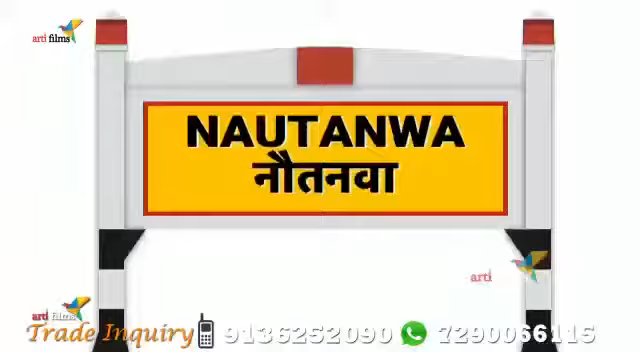 arti films
NAUTANWA
नौतनवा
arti
arti films
Trade Inquiry 9136252090 7290066115